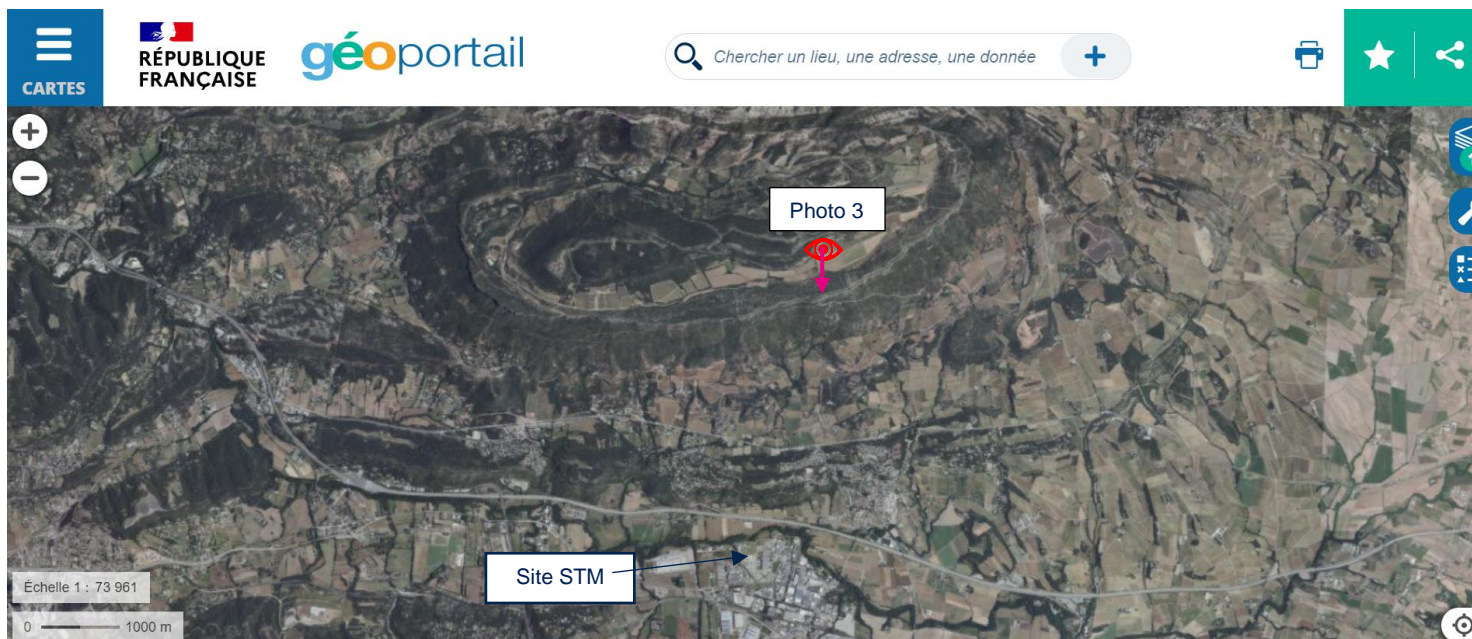 CARTES
RÉPUBLIQUE
FRANÇAISE
géoportail
Chercher un lieu, une adresse, une donnée
+
+
−
Photo 3
Site STM
Échelle 1 : 73 961
0 1000 m